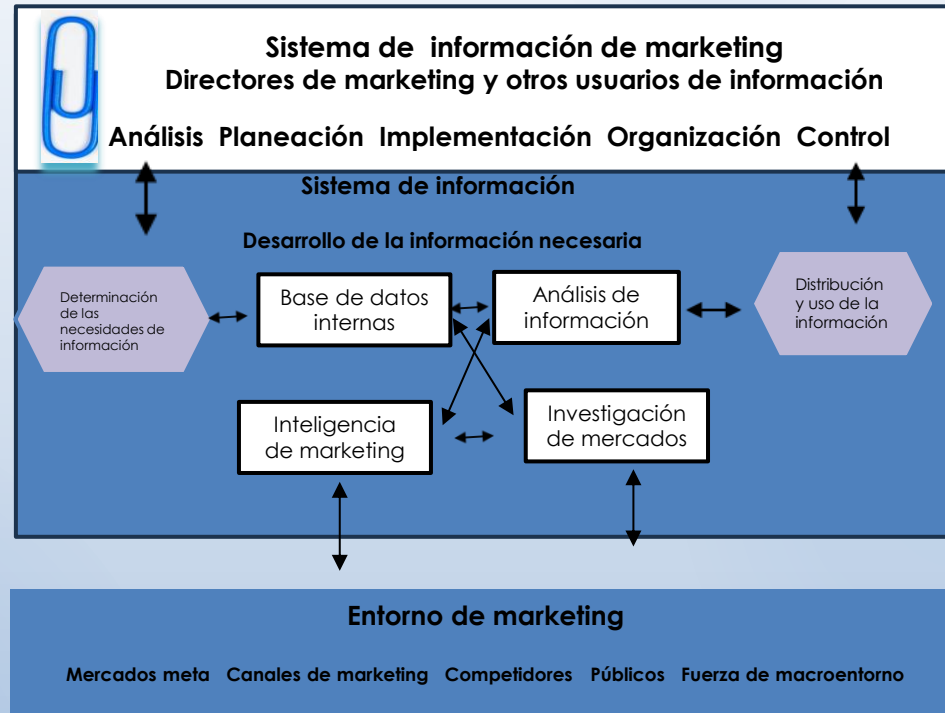 Sistema de información de marketing
Directores de marketing y otros usuarios de información
Análisis Planeación Implementación Organización Control
Sistema de información
Desarrollo de la información necesaria
Determinación
de las
necesidades de
información
Base de datos
internas
Análisis de
información
Distribución
y uso de la
información
Inteligencia
de marketing
Investigación
de mercados
Entorno de marketing
Mercados meta Canales de marketing Competidores Públicos Fuerza de macroentorno